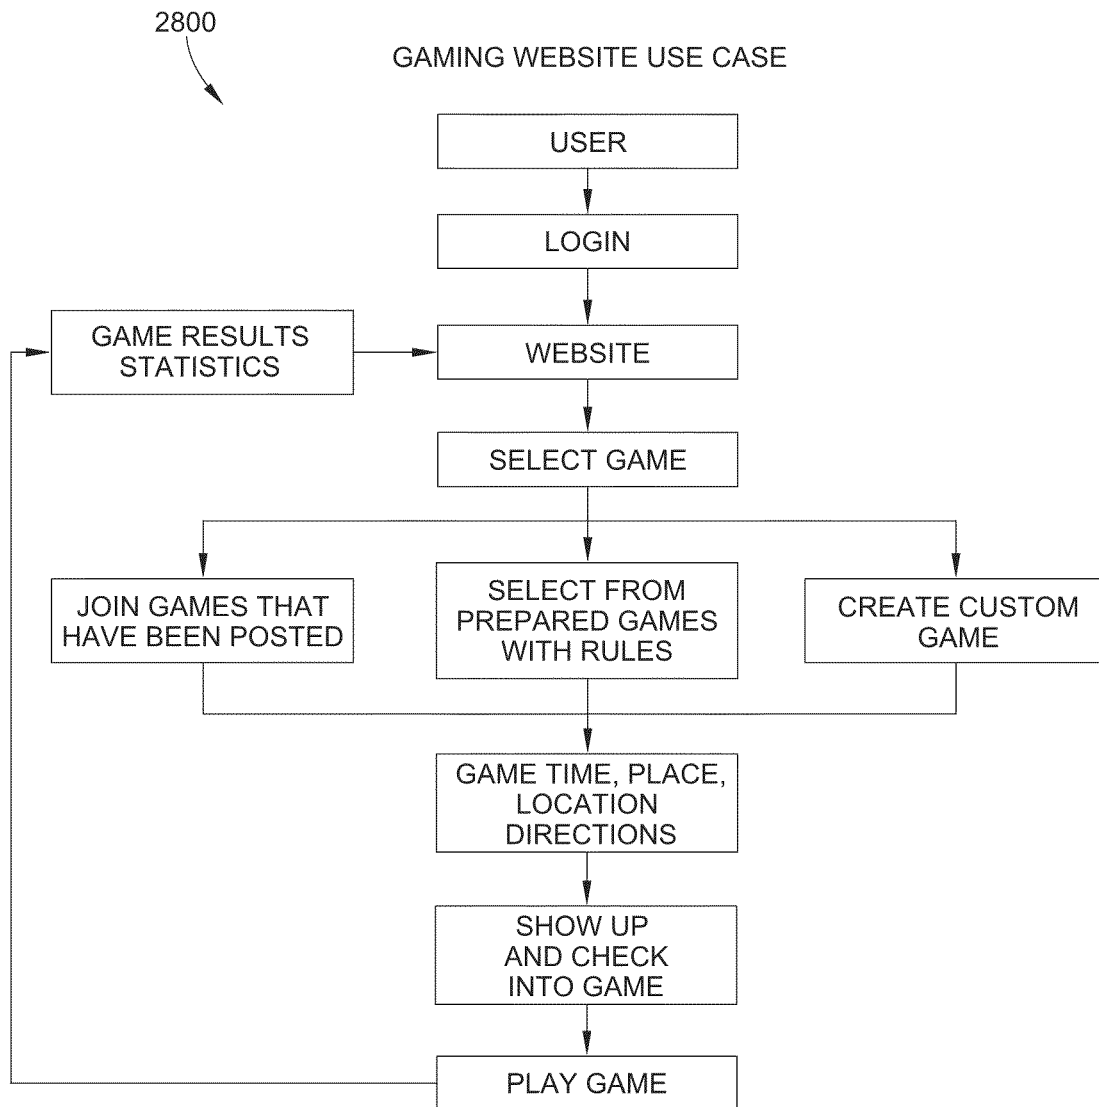 2800
GAMING WEBSITE USE CASE
USER
LOGIN
GAME RESULTS
STATISTICS
WEBSITE
SELECT GAME
JOIN GAMES THAT
HAVE BEEN POSTED
SELECT FROM
PREPARED GAMES
WITH RULES
CREATE CUSTOM
GAME
GAME TIME, PLACE,
LOCATION
DIRECTIONS
SHOW UP
AND CHECK
INTO GAME
PLAY GAME